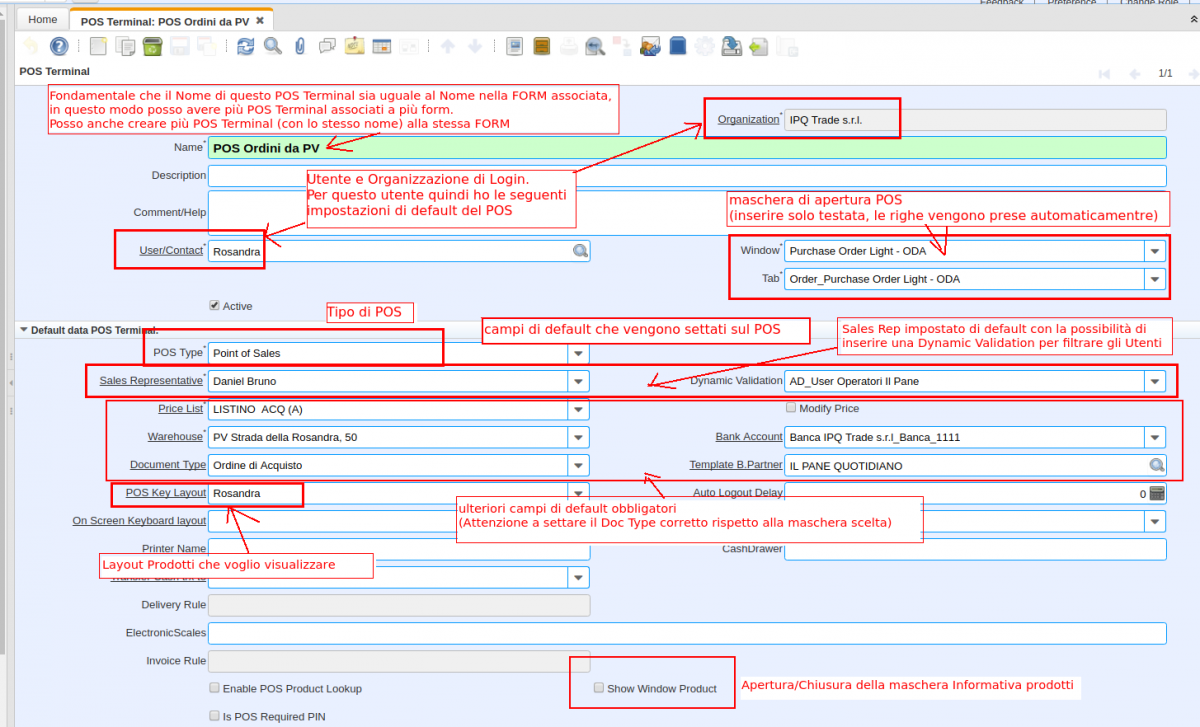 Feedback Preference Change Role
Home POS Terminal: POS Ordini da PV
POS Terminal
1/1
Fondamentale che il Nome di questo POS Terminal sia uguale al Nome nella FORM associata,
in questo modo posso avere più POS Terminal associati a più form.
Posso anche creare più POS Terminal (con lo stesso nome) alla stessa FORM
Organization* IPQ Trade s.r.l.
Name* POS Ordini da PV
Description
Utente e Organizzazione di Login.
Per questo utente quindi ho le seguenti
impostazioni di default del POS
Comment/Help
maschera di apertura POS
(inserire solo testata, le righe vengono prese automaticamentre)
User/Contact* Rosandra
Window* Purchase Order Light - ODA
Tab* Order_Purchase Order Light - ODA
Active
Tipo di POS
Default data POS Terminal:
campi di default che vengono settati sul POS
Sales Rep impostato di default con la possibilità di
inserire una Dynamic Validation per filtrare gli Utenti
POS Type* Point of Sales
Sales Representative* Daniel Bruno
Dynamic Validation AD_User Operatori Il Pane
Price List* LISTINO ACQ (A)
Modify Price
Warehouse* PV Strada della Rosandra, 50
Bank Account Banca IPQ Trade s.r.l_Banca_1111
Document Type Ordine di Acquisto
Template B.Partner IL PANE QUOTIDIANO
POS Key Layout Rosandra
Auto Logout Delay 0
ulteriori campi di default obbligatori
(Attenzione a settare il Doc Type corretto rispetto alla maschera scelta)
On Screen Keyboard layout
Printer Name
CashDrawer
Layout Prodotti che voglio visualizzare
Delivery Rule
ElectronicScales
Invoice Rule
Enable POS Product Lookup
Show Window Product
Apertura/Chiusura della maschera Informativa prodotti
Is POS Required PIN